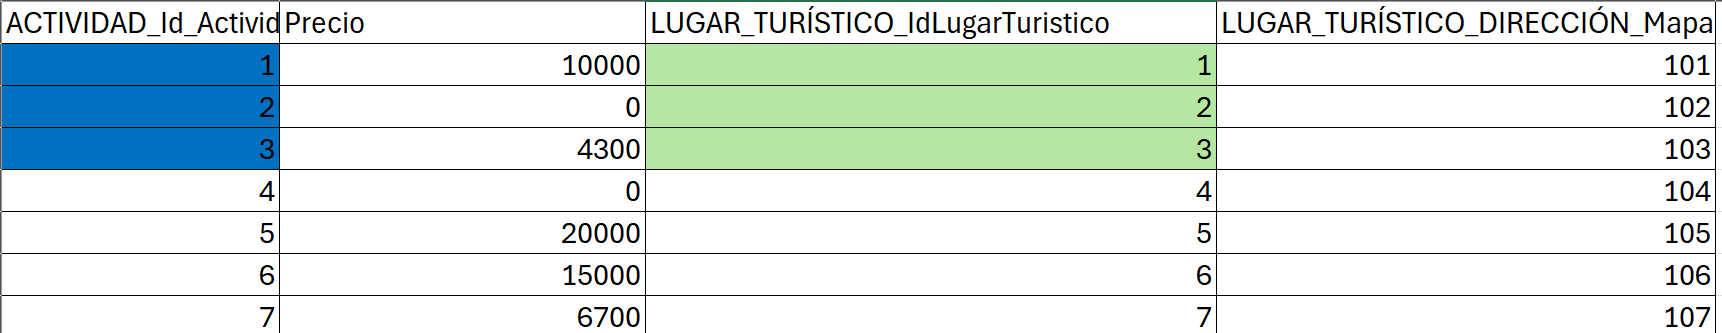 ACTIVIDAD_Id_Activid Precio LUGAR_TURÍSTICO_IdLugarTuristico LUGAR_TURÍSTICO_DIRECCIÓN_Mapa
1 10000 1 101
2 0 2 102
3 4300 3 103
4 0 4 104
5 20000 5 105
6 15000 6 106
7 6700 7 107